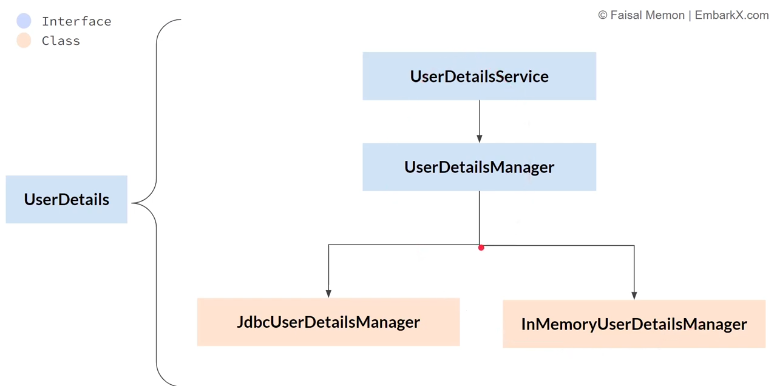 © Faisal Memon | EmbarkX.com
Interface
Class
UserDetailsService
UserDetailsManager
UserDetails
JdbcUserDetailsManager
InMemoryUserDetailsManager